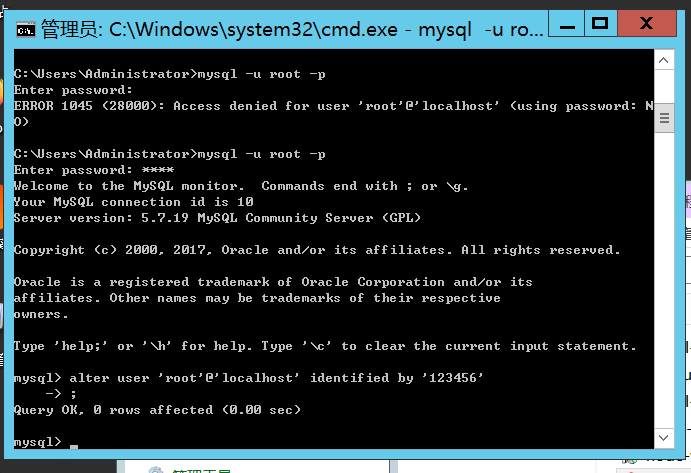 管理员: C:\Windows\system32\cmd.exe - mysql -u ro...
C:\Users\Administrator>mysql -u root -p
Enter password:
ERROR 1045 (28000): Access denied for user 'root'@'localhost' (using password: N
O)
C:\Users\Administrator>mysql -u root -p
Enter password: ****
Welcome to the MySQL monitor.  Commands end with ; or \g.
Your MySQL connection id is 10
Server version: 5.7.19 MySQL Community Server (GPL)
Copyright (c) 2000, 2017, Oracle and/or its affiliates. All rights reserved.
Oracle is a registered trademark of Oracle Corporation and/or its
affiliates. Other names may be trademarks of their respective
owners.
Type 'help;' or '\h' for help. Type '\c' to clear the current input statement.
mysql> alter user 'root'@'localhost' identified by '123456'
    -> ;
Query OK, 0 rows affected (0.00 sec)
mysql>